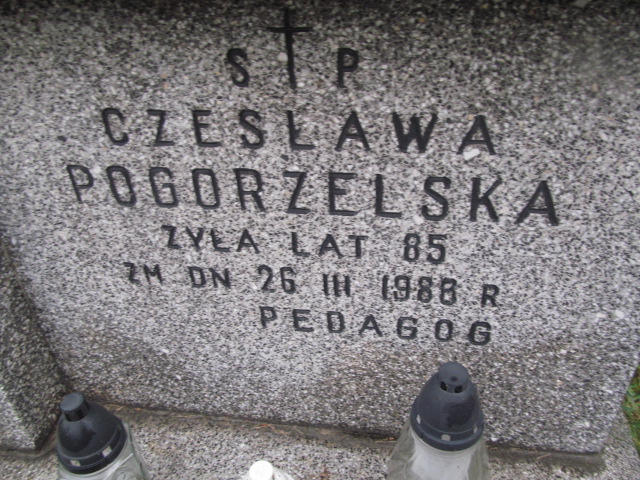 S P
CZESŁAWA
POGORZELSKA
ŻYŁA LAT 85
ZM DN 26 III 1988 R
PEDAGOG